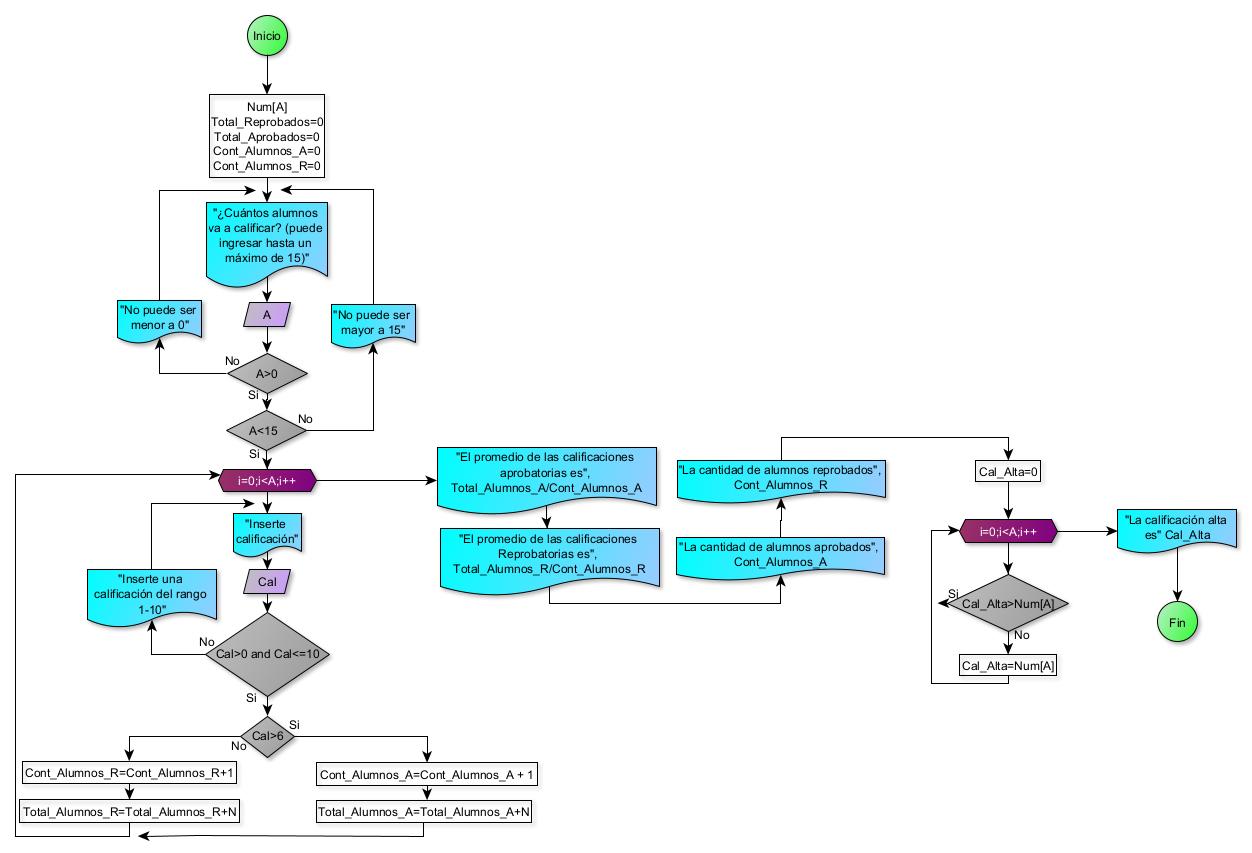 Inicio
Num[A]
Total_Reprobados=0
Total_Aprobados=0
Cont_Alumnos_A=0
Cont_Alumnos_R=0
"¿Cuántos alumnos
va a calificar? (puede
ingresar hasta un
máximo de 15)"
"No puede ser
menor a 0"
A
"No puede ser
mayor a 15"
No
A>0
Si
No
A<15
Si
i=0;i<A;i++
"Inserte
calificación"
Cal
"Inserte una
calificación del rango
1-10"
No
Cal>0 and Cal<=10
Si
Si
Cal>6
No
Cont_Alumnos_R=Cont_Alumnos_R+1
Total_Alumnos_R=Total_Alumnos_R+N
Cont_Alumnos_A=Cont_Alumnos_A + 1
Total_Alumnos_A=Total_Alumnos_A+N
"El promedio de las calificaciones
aprobatorias es",
Total_Alumnos_A/Cont_Alumnos_A
"El promedio de las calificaciones
Reprobatorias es",
Total_Alumnos_R/Cont_Alumnos_R
"La cantidad de alumnos aprobados",
Cont_Alumnos_A
"La cantidad de alumnos reprobados",
Cont_Alumnos_R
Cal_Alta=0
i=0;i<A;i++
Si
Cal_Alta>Num[A]
No
Cal_Alta=Num[A]
"La calificación alta
es" Cal_Alta
Fin